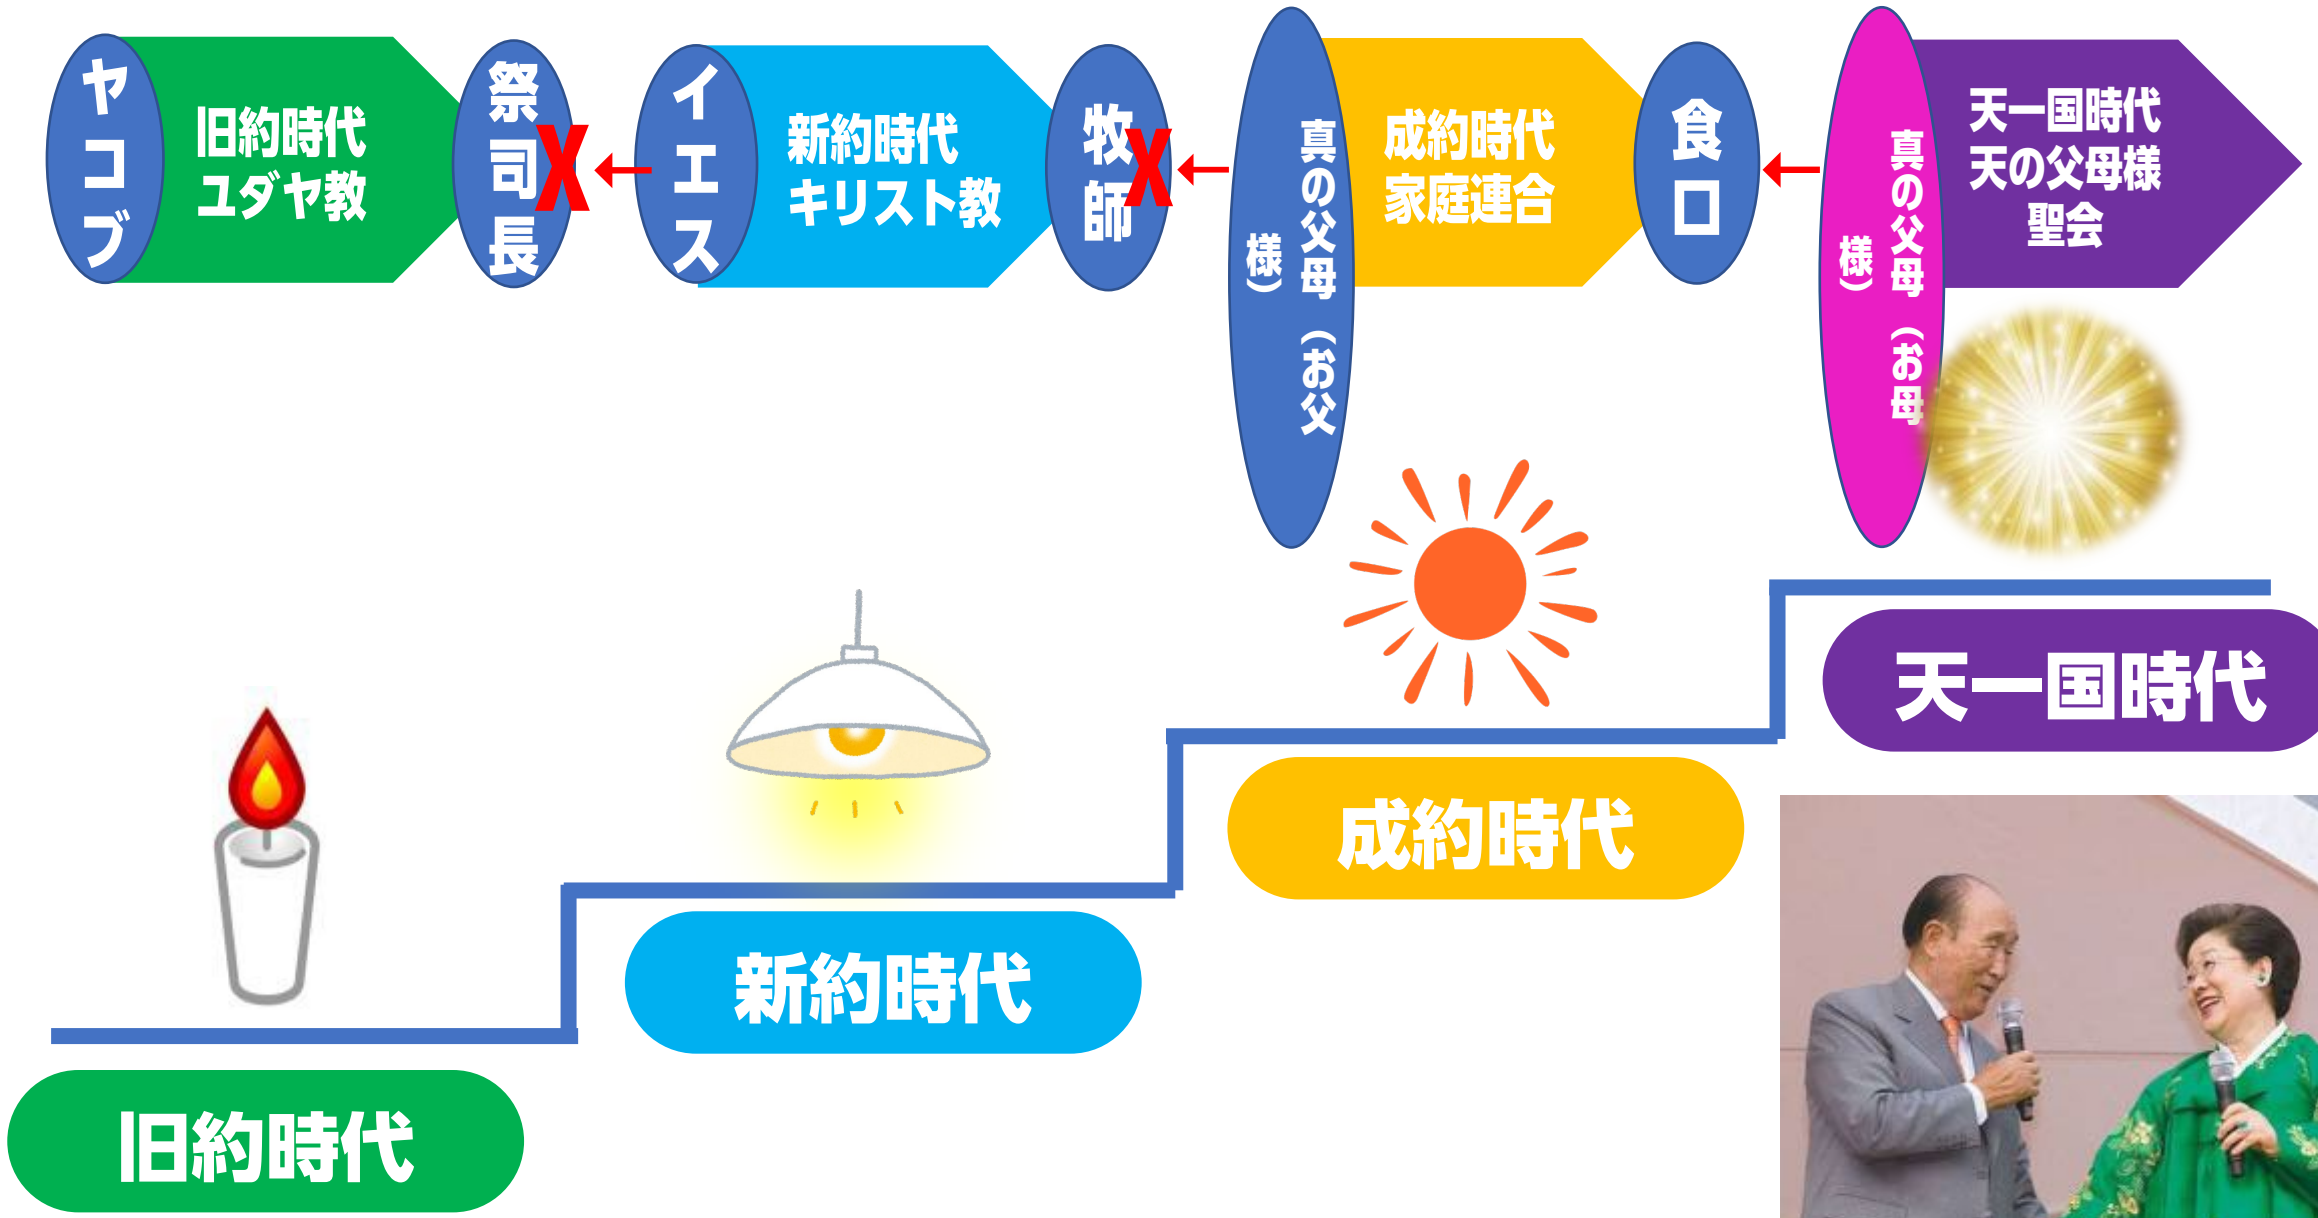 ヤコブ
旧約時代
ユダヤ教
祭司長
X
イエス
新約時代
キリスト教
牧師
X
真の父母（お父
様）
成約時代
家庭連合
食口
真の父母（お母
様）
天一国時代
天の父母様
聖会
天一国時代
成約時代
新約時代
旧約時代